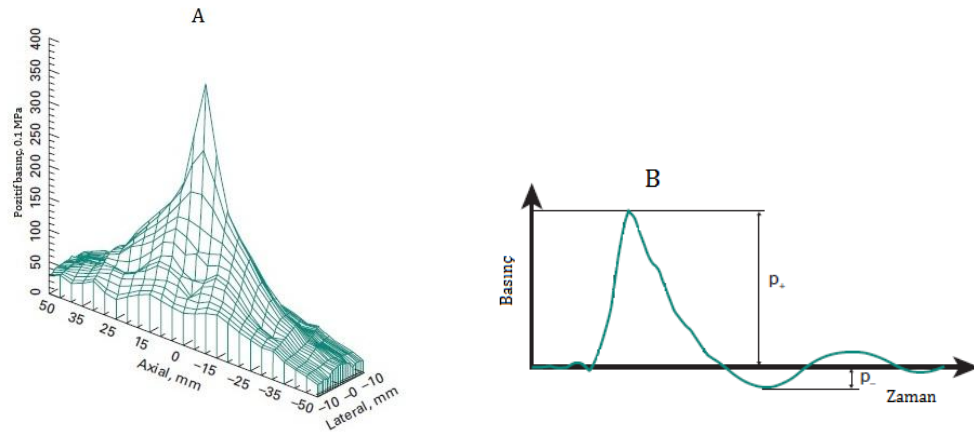 A
Pozitif basınç, 0.1 MPa
400
350
300
250
200
150
100
50
0
50
35
25
15
0
−15
−25
−35
−50
Axial, mm
−10
−0
−10
Lateral, mm
B
Basınç
p+
p−
Zaman